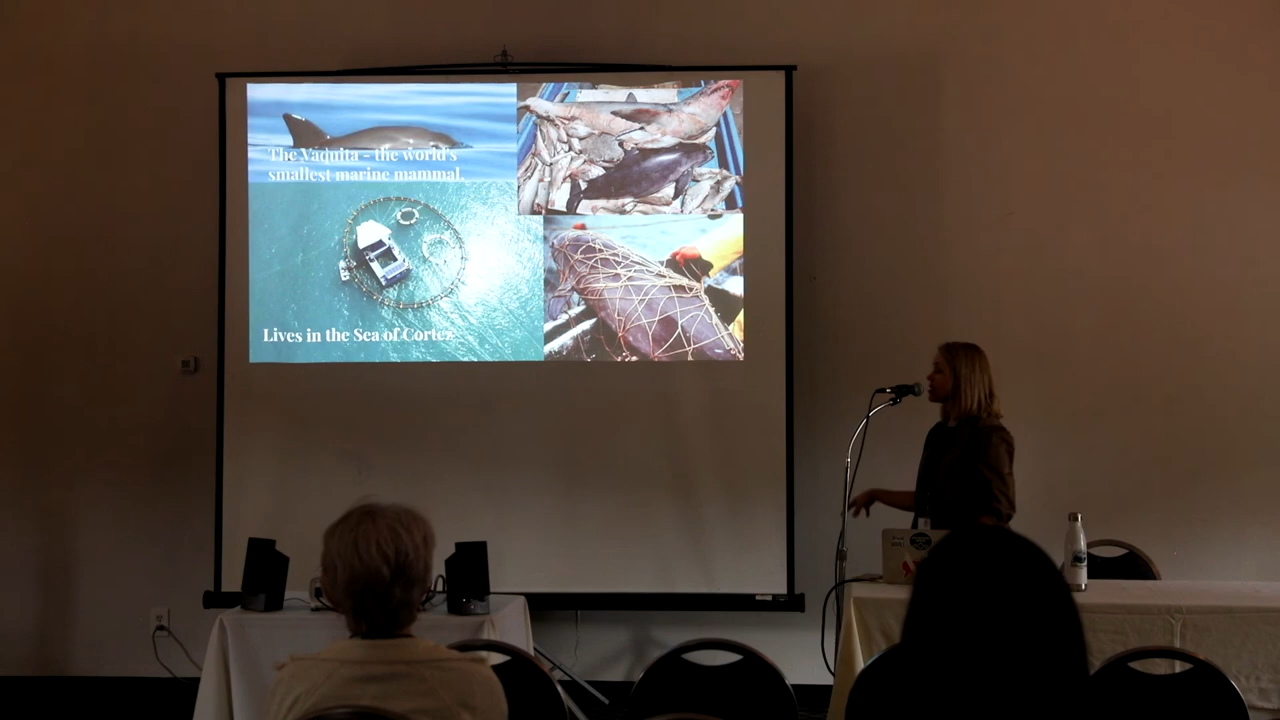 The Vaquita - the world's
smallest marine mammal.
Lives in the Sea of Cortez